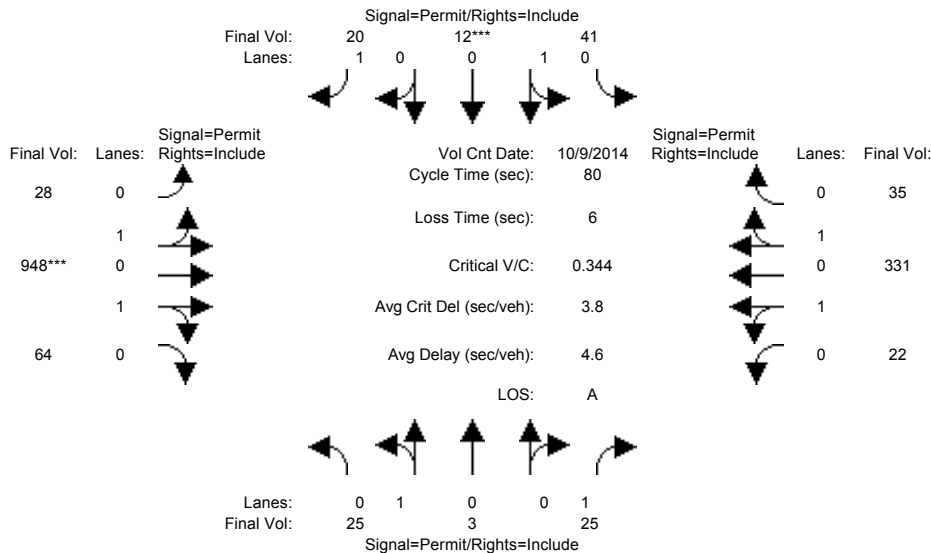 Signal=Permit/Rights=Include
Final Vol: 20 12*** 41
Lanes: 1 0 0 1 0
Signal=Permit Signal=Permit
Final Vol: Lanes: Rights=Include Vol Cnt Date: 10/9/2014 Rights=Include Lanes: Final Vol:
Cycle Time (sec): 80
28 0 0 35
Loss Time (sec): 6
1 1
948*** 0 Critical V/C: 0.344 0 331
1 Avg Crit Del (sec/veh): 3.8 1
64 0 Avg Delay (sec/veh): 4.6 0 22
LOS: A
Lanes: 0 1 0 0 1
Final Vol: 25 3 25
Signal=Permit/Rights=Include